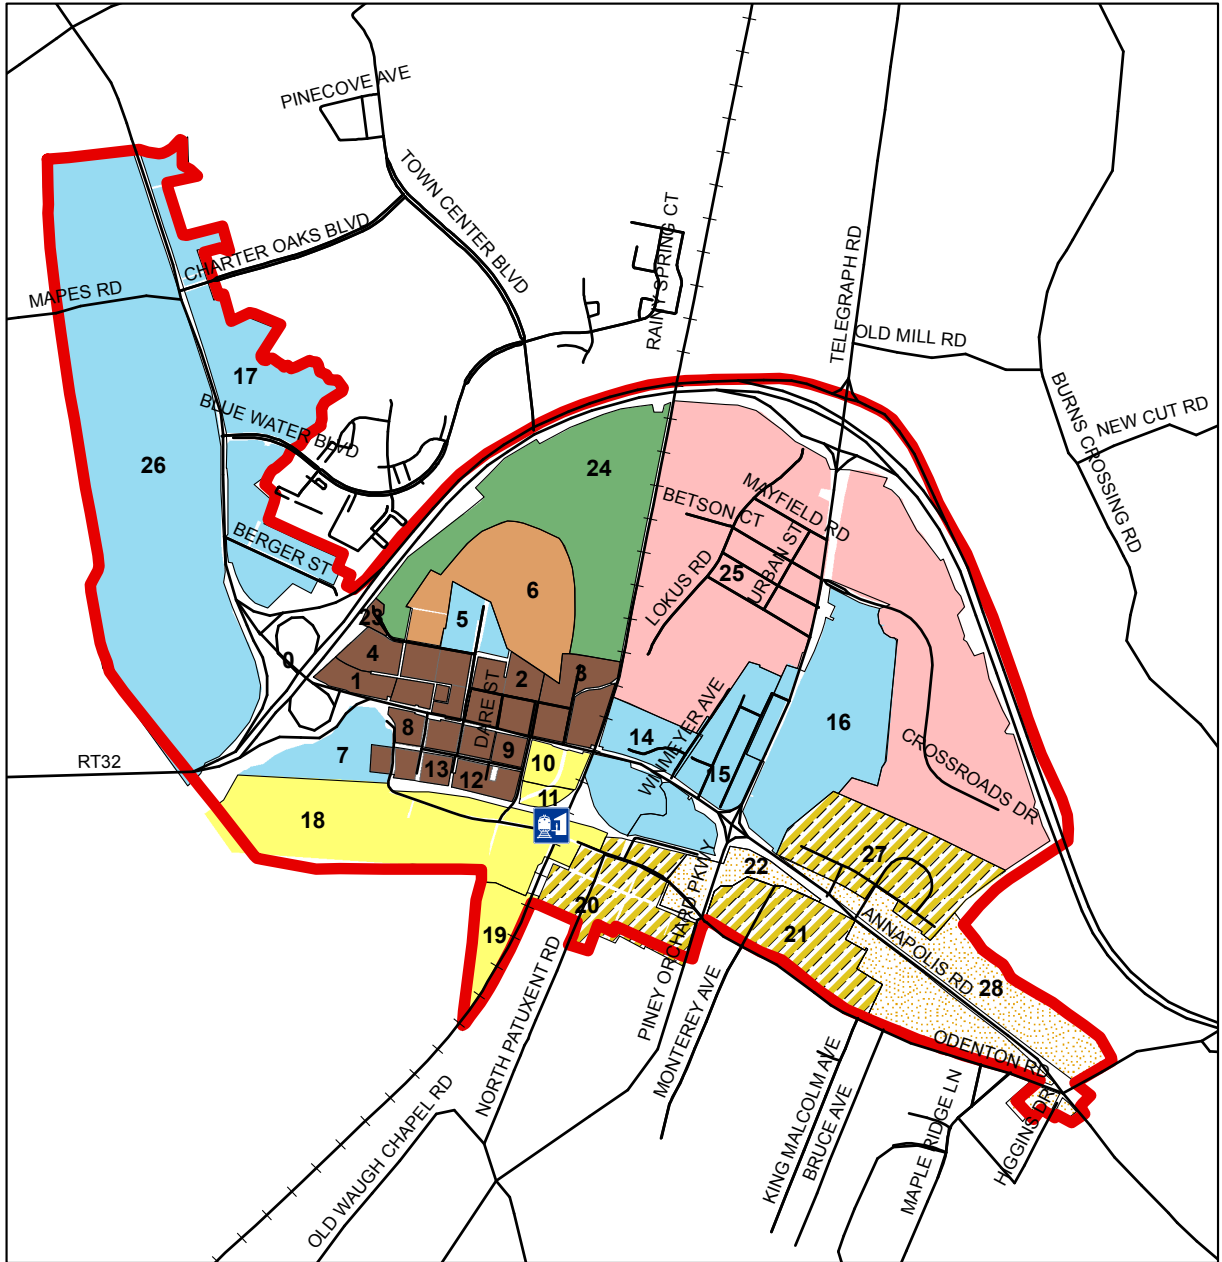 PINECOVE AVE
TOWN CENTER BLVD
CHARTER OAKS BLVD
MAPES RD
RAINY SPRING CT
TELEGRAPH RD
OLD MILL RD
BURNS CROSSING RD
NEW CUT RD
17
BLUE WATER BLVD
26
24
BERGER ST
BETSON CT
MAYFIELD RD
URBAN ST
LOKUS RD
25
6
5
23
4
0
1
2
3
DARE ST
8
7
9
10
13
12
11
14
WINMEYER AVE
15
16
CROSSROADS DR
RT32
18
19
20
22
27
21
28
PINEY ORCHARD PKWY
ANNAPOLIS RD
ODENTON RD
NORTH PATUXENT RD
MONTEREY AVE
OLD WAUGH CHAPEL RD
KING MALCOLM AVE
BRUCE AVE
MAPLE RIDGE LN
HIGGINS DR